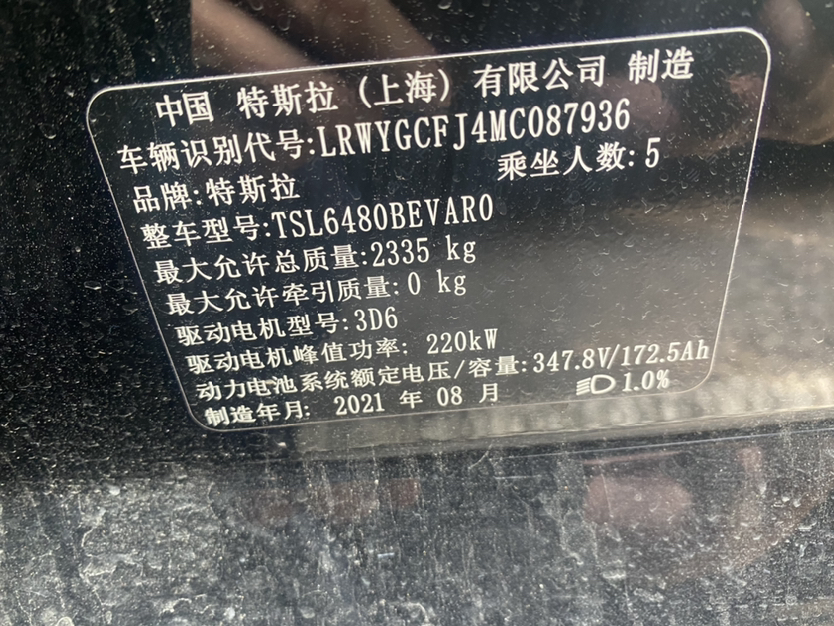 中国 特斯拉 (上海) 有限公司 制造
车辆识别代号:LRWYGCFJ4MC087936
品牌:特斯拉 乘坐人数:5
整车型号:TSL6480BEVAR0
最大允许总质量:2335 kg
最大允许牵引质量:0 kg
驱动电机型号:3D6
驱动电机峰值功率: 220kW
动力电池系统额定电压/容量:347.8V/172.5Ah
制造年月: 2021 年 08 月 1.0%